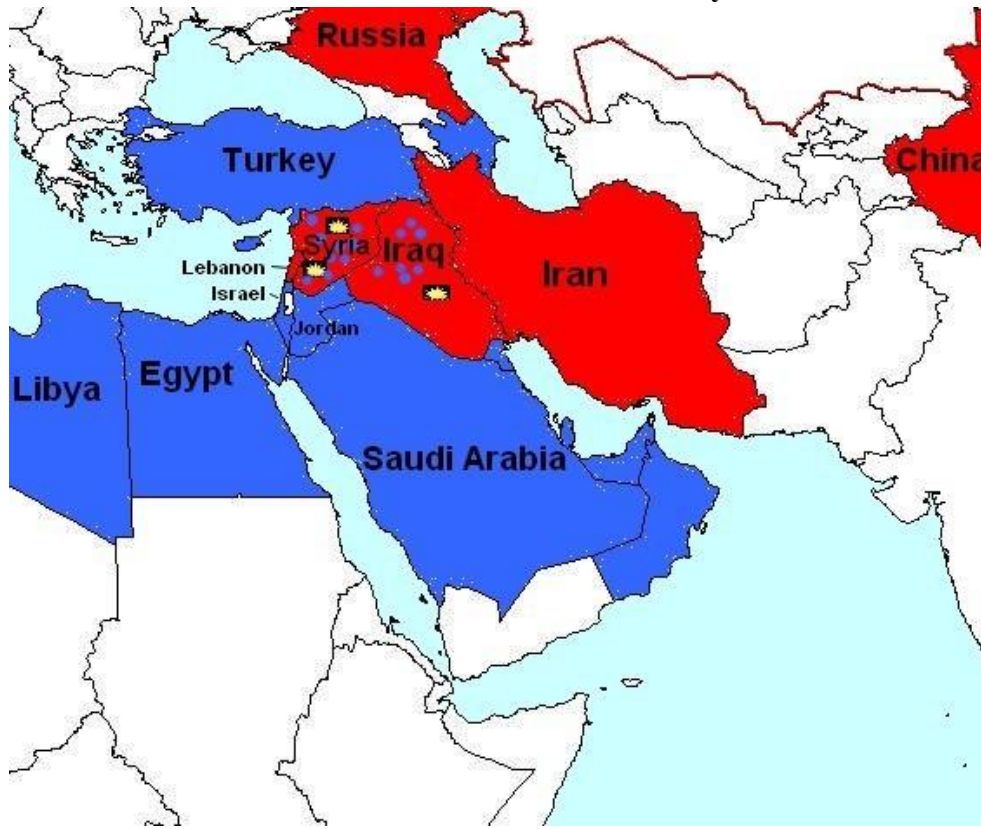 Russia
China
Turkey
Syria
Iraq
Iran
Lebanon
Israel
Jordan
Libya
Egypt
Saudi Arabia